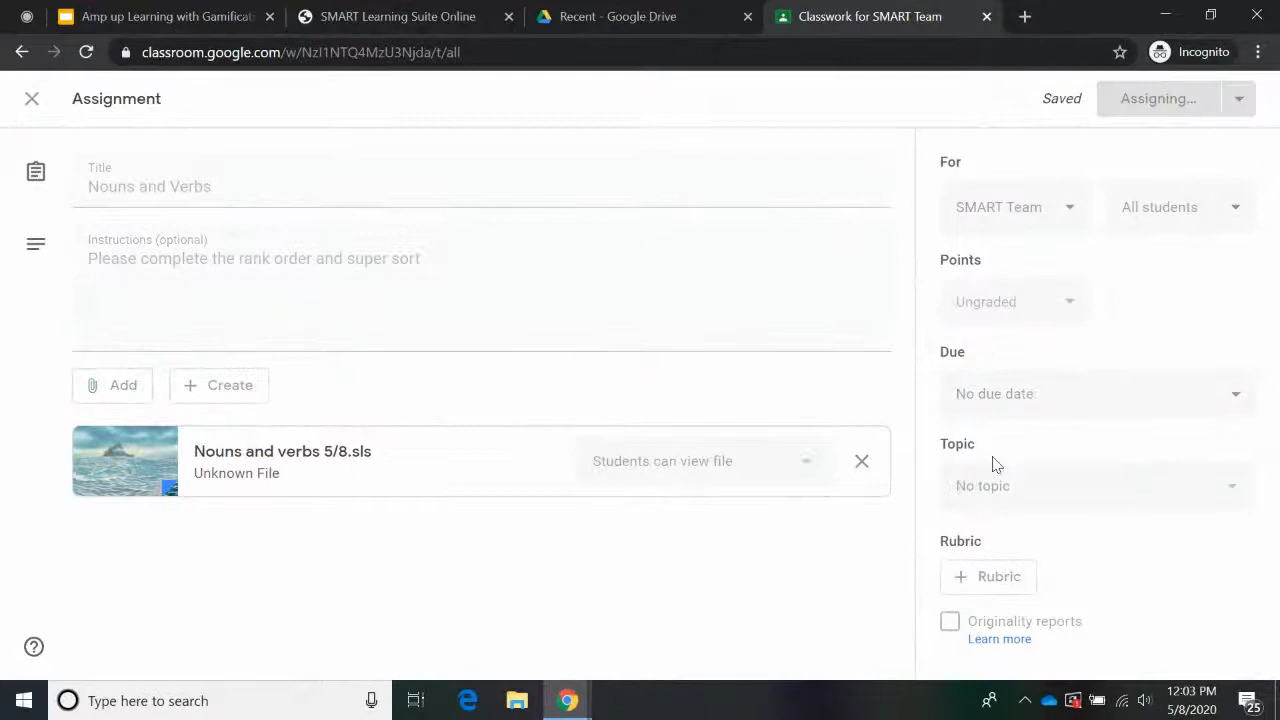 Amp up Learning with Gamificat
SMART Learning Suite Online
Recent - Google Drive
Classwork for SMART Team
classroom.google.com/w/NzI1NTQ4MzU3Njda/t/all
Incognito
Assignment
Saved
Assigning...
Title
Nouns and Verbs
Instructions (optional)
Please complete the rank order and super sort
Add
Create
Nouns and verbs 5/8.sls
Unknown File
Students can view file
For
SMART Team
All students
Points
Ungraded
Due
No due date
Topic
No topic
Rubric
Rubric
Originality reports
Learn more
Type here to search
12:03 PM
5/8/2020
25